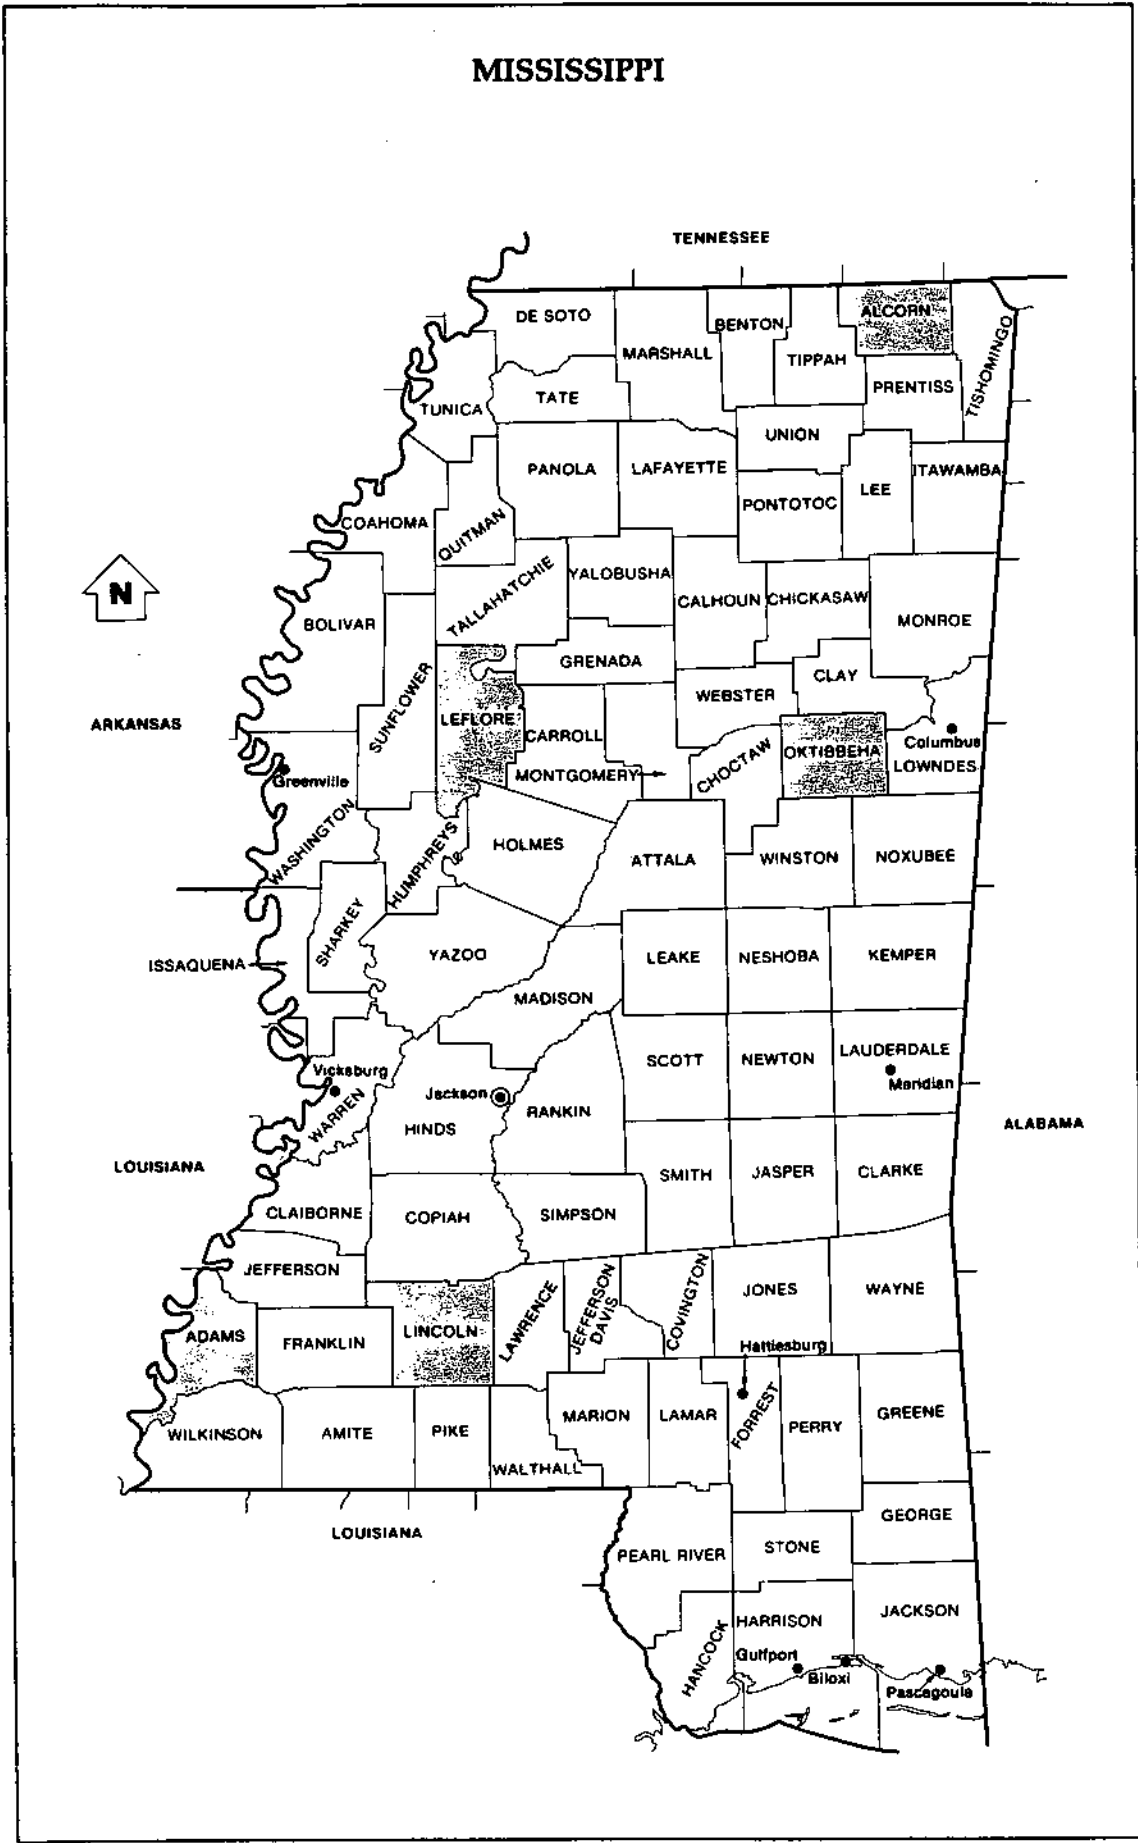 MISSISSIPPI
TENNESSEE
DE SOTO
BENTON
ALCORN
MARSHALL
TIPPAH
TISHOMINGO
PRENTISS
TATE
TUNICA
UNION
PANOLA
LAFAYETTE
ITAWAMBA
LEE
PONTOTOC
COAHOMA
QUITMAN
YALOBUSHA
TALLAHATCHIE
CALHOUN
CHICKASAW
N
BOLIVAR
MONROE
GRENADA
CLAY
WEBSTER
SUNFLOWER
LEFLORE
ARKANSAS
CARROLL
CHOCTAW
OKTIBBEHA
Columbus
LOWNDES
MONTGOMERY
Greenville
WASHINGTON
HUMPHREYS
HOLMES
ATTALA
WINSTON
NOXUBEE
SHARKEY
ISSAQUENA
YAZOO
LEAKE
NESHOBA
KEMPER
MADISON
SCOTT
NEWTON
LAUDERDALE
Meridian
Vicksburg
WARREN
Jackson
RANKIN
HINDS
ALABAMA
LOUISIANA
SMITH
JASPER
CLARKE
CLAIBORNE
COPIAH
SIMPSON
JEFFERSON
LAWRENCE
JEFFERSON
DAVIS
COVINGTON
JONES
WAYNE
ADAMS
FRANKLIN
LINCOLN
Hattiesburg
WILKINSON
AMITE
PIKE
WALTHALL
MARION
LAMAR
FORREST
PERRY
GREENE
LOUISIANA
GEORGE
PEARL RIVER
STONE
HANCOCK
HARRISON
JACKSON
Gulfport
Biloxi
Pascagoula